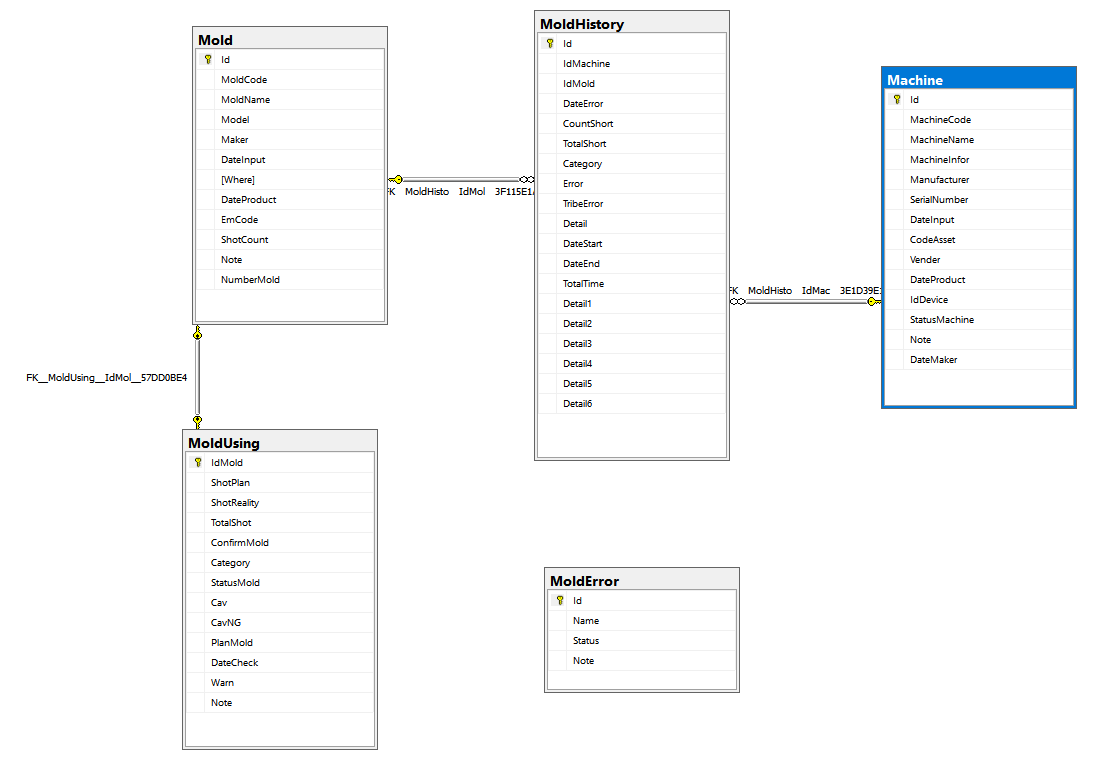 Mold
Id
MoldCode
MoldName
Model
Maker
DateInput
[Where]
DateProduct
EmCode
ShotCount
Note
NumberMold
MoldHistory
Id
IdMachine
IdMold
DateError
CountShort
TotalShort
Category
Error
TribeError
Detail
DateStart
DateEnd
TotalTime
Detail1
Detail2
Detail3
Detail4
Detail5
Detail6
Machine
Id
MachineCode
MachineName
MachineInfor
Manufacturer
SerialNumber
DateInput
CodeAsset
Vender
DateProduct
IdDevice
StatusMachine
Note
DateMaker
FK MoldHisto IdMol 3F115E1A
FK MoldHisto IdMac 3E1D39E1
FK__MoldUsing__IdMol__57DD0BE4
MoldUsing
IdMold
ShotPlan
ShotReality
TotalShot
ConfirmMold
Category
StatusMold
Cav
CavNG
PlanMold
DateCheck
Warn
Note
MoldError
Id
Name
Status
Note